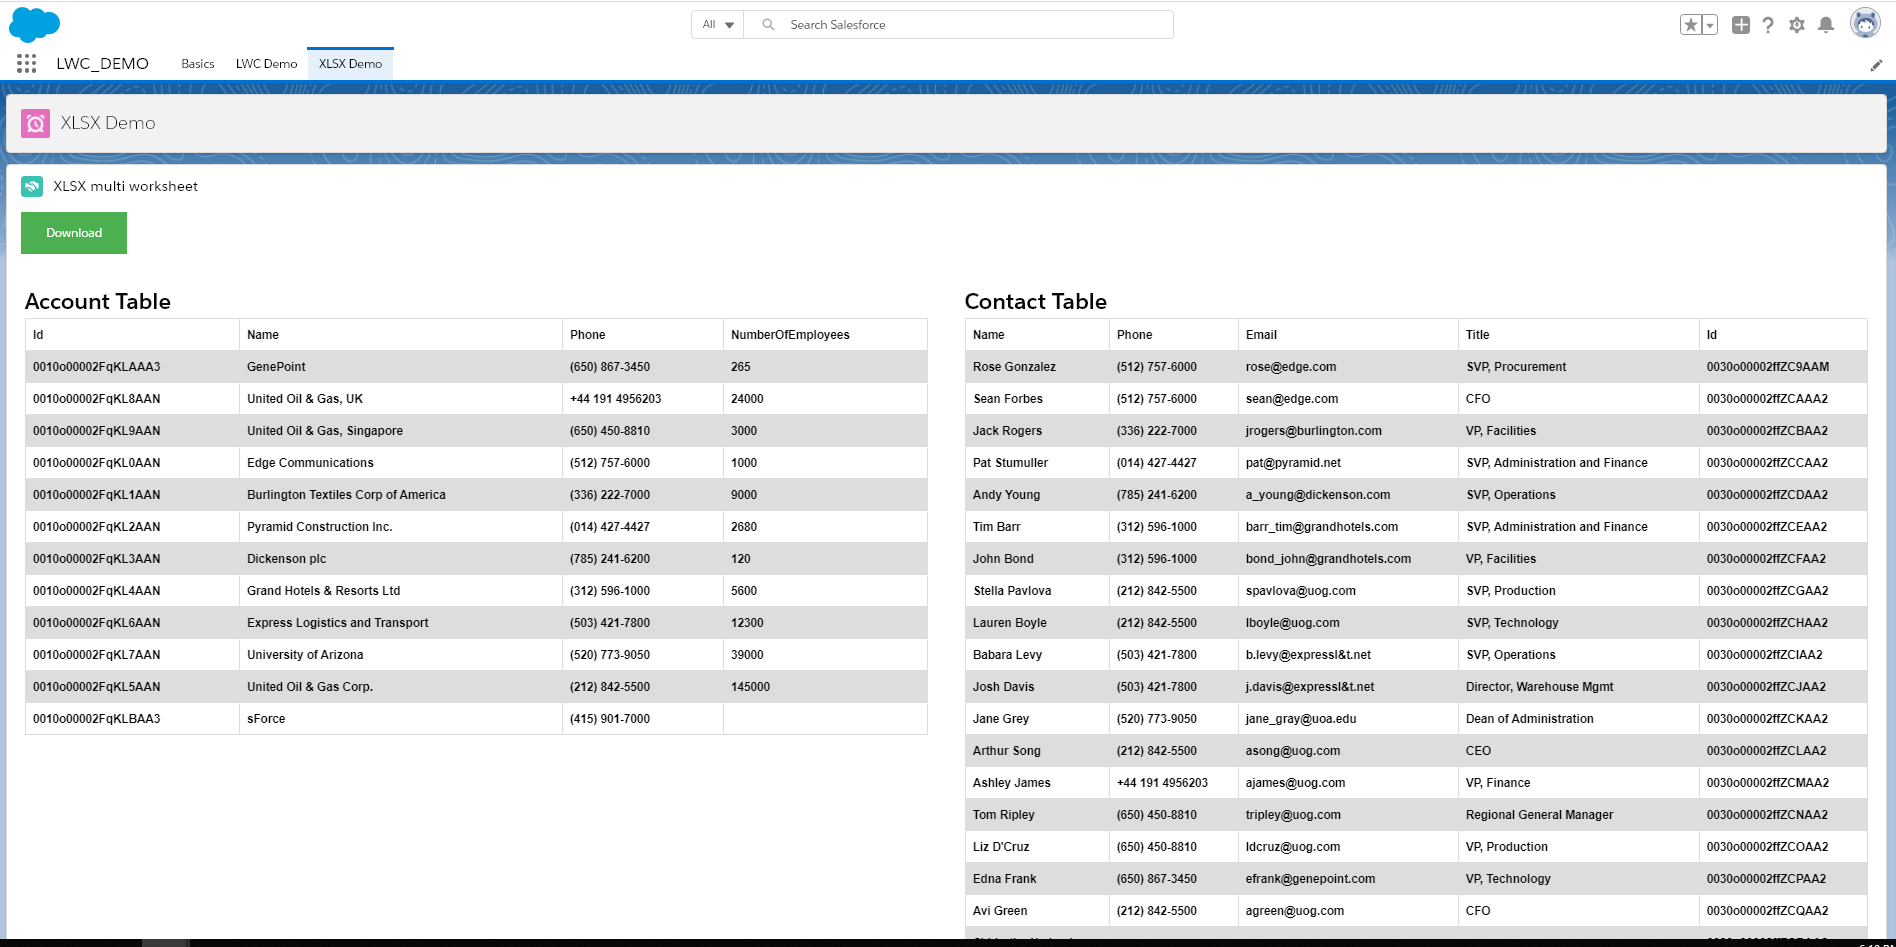 All
Search Salesforce
LWC_DEMO Basics LWC Demo XLSX Demo
XLSX Demo
XLSX multi worksheet
Download
Account Table
Id Name Phone NumberOfEmployees
0010o00002FqKLAAA3 GenePoint (650) 867-3450 265
0010o00002FqKL8AAN United Oil & Gas, UK +44 191 4956203 24000
0010o00002FqKL9AAN United Oil & Gas, Singapore (650) 450-8810 3000
0010o00002FqKL0AAN Edge Communications (512) 757-6000 1000
0010o00002FqKL1AAN Burlington Textiles Corp of America (336) 222-7000 9000
0010o00002FqKL2AAN Pyramid Construction Inc. (014) 427-4427 2680
0010o00002FqKL3AAN Dickenson plc (785) 241-6200 120
0010o00002FqKL4AAN Grand Hotels & Resorts Ltd (312) 596-1000 5600
0010o00002FqKL6AAN Express Logistics and Transport (503) 421-7800 12300
0010o00002FqKL7AAN University of Arizona (520) 773-9050 39000
0010o00002FqKL5AAN United Oil & Gas Corp. (212) 842-5500 145000
0010o00002FqKLBAA3 sForce (415) 901-7000
Contact Table
Name Phone Email Title Id
Rose Gonzalez (512) 757-6000 rose@edge.com SVP, Procurement 0030o00002ffZC9AAM
Sean Forbes (512) 757-6000 sean@edge.com CFO 0030o00002ffZCAAA2
Jack Rogers (336) 222-7000 jrogers@burlington.com VP, Facilities 0030o00002ffZCBAA2
Pat Stumuller (014) 427-4427 pat@pyramid.net SVP, Administration and Finance 0030o00002ffZCCAA2
Andy Young (785) 241-6200 a_young@dickenson.com SVP, Operations 0030o00002ffZCDAA2
Tim Barr (312) 596-1000 barr_tim@grandhotels.com SVP, Administration and Finance 0030o00002ffZCEAA2
John Bond (312) 596-1000 bond_john@grandhotels.com VP, Facilities 0030o00002ffZCFAA2
Stella Pavlova (212) 842-5500 spavlova@uog.com SVP, Production 0030o00002ffZCGAA2
Lauren Boyle (212) 842-5500 lboyle@uog.com SVP, Technology 0030o00002ffZCHAA2
Babara Levy (503) 421-7800 b.levy@expressl&t.net SVP, Operations 0030o00002ffZCIAA2
Josh Davis (503) 421-7800 j.davis@expressl&t.net Director, Warehouse Mgmt 0030o00002ffZCJAA2
Jane Grey (520) 773-9050 jane_gray@uoa.edu Dean of Administration 0030o00002ffZCKAA2
Arthur Song (212) 842-5500 asong@uog.com CEO 0030o00002ffZCLAA2
Ashley James +44 191 4956203 ajames@uog.com VP, Finance 0030o00002ffZCMAA2
Tom Ripley (650) 450-8810 tripley@uog.com Regional General Manager 0030o00002ffZCNAA2
Liz D'Cruz (650) 450-8810 ldcruz@uog.com VP, Production 0030o00002ffZCOAA2
Edna Frank (650) 867-3450 efrank@genepoint.com VP, Technology 0030o00002ffZCPAA2
Avi Green (212) 842-5500 agreen@uog.com CFO 0030o00002ffZCQAA2